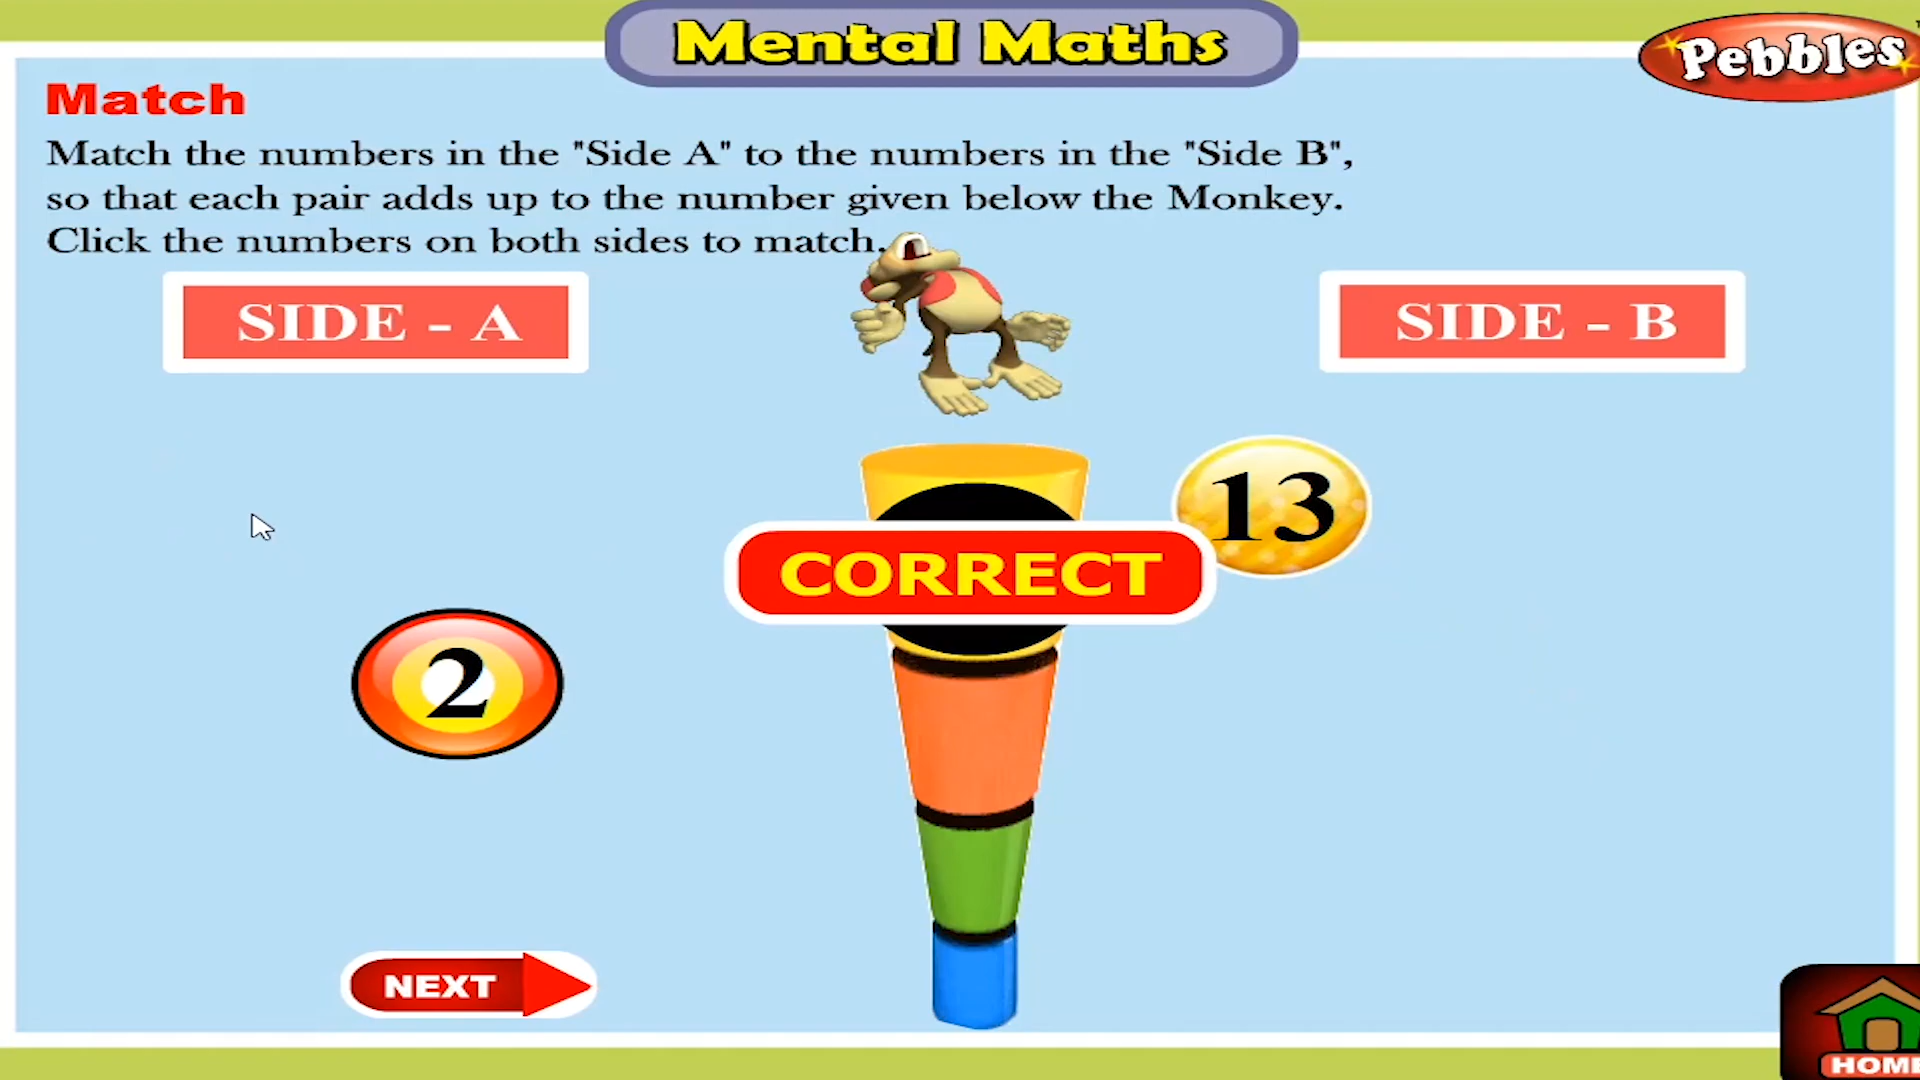 Mental Maths
Pebbles
Match
Match the numbers in the "Side A" to the numbers in the "Side B",
so that each pair adds up to the number given below the Monkey.
Click the numbers on both sides to match.
SIDE - A
SIDE - B
13
CORRECT
2
NEXT
HOME